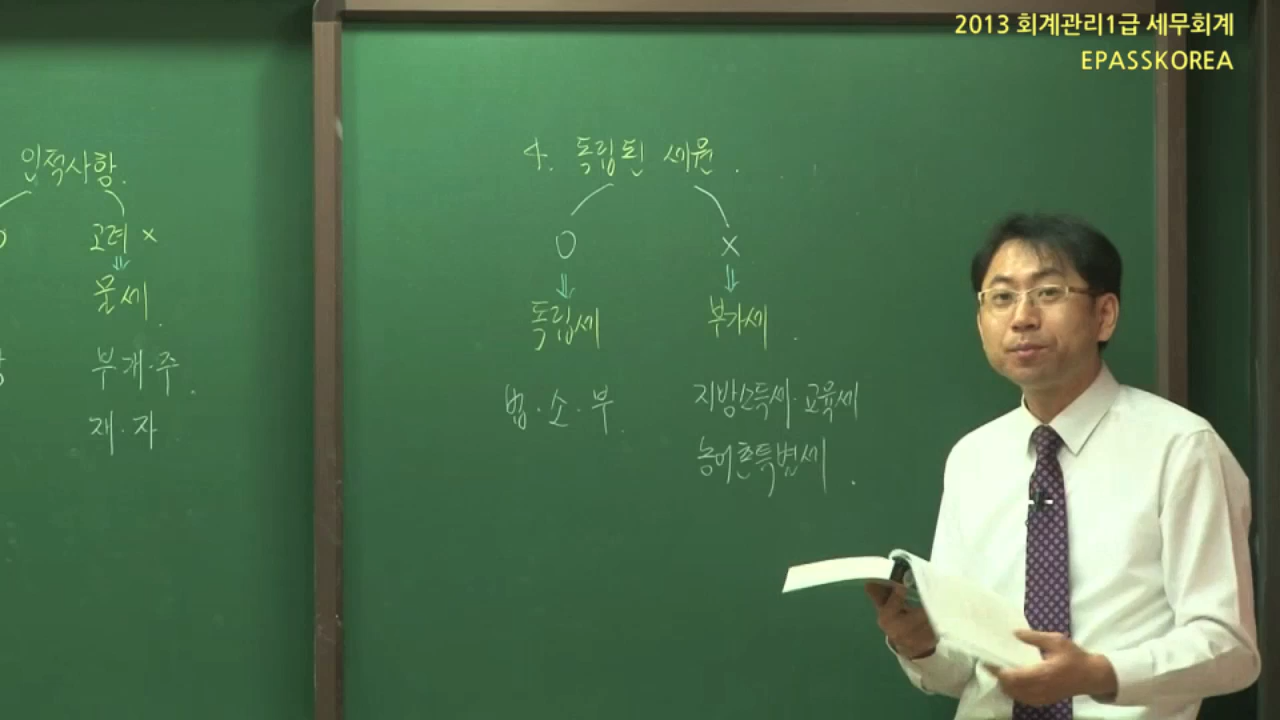 2013 회계관리1급 세무회계
EPASSKOREA
인적사항.
고려 ×
⇓
물세.
부·개·주.
재·자
4. 독립된 세원.
O ×
⇓ ⇓
독립세 부가세.
법·소·부. 지방소득세·교육세
농어촌특별세.